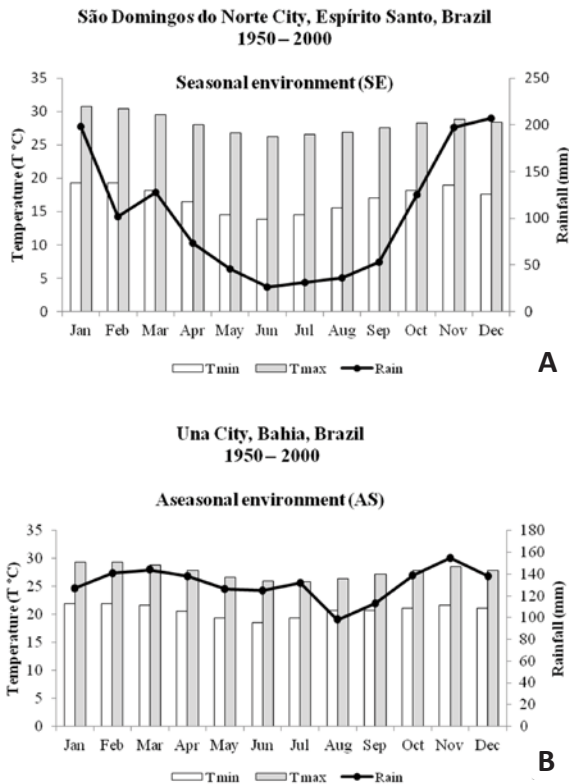 São Domingos do Norte City, Espírito Santo, Brazil
1950 – 2000
Seasonal environment (SE)
Temperature (T °C)
35
30
25
20
15
10
5
0
Rainfall (mm)
250
200
150
100
50
0
Jan Feb Mar Apr May Jun Jul Aug Sep Oct Nov Dec
Tmin Tmax Rain
A
Una City, Bahia, Brazil
1950 – 2000
Aseasonal environment (AS)
Temperature (T °C)
35
30
25
20
15
10
5
0
Rainfall (mm)
180
160
140
120
100
80
60
40
20
0
Jan Feb Mar Apr May Jun Jul Aug Sep Oct Nov Dec
Tmin Tmax Rain
B